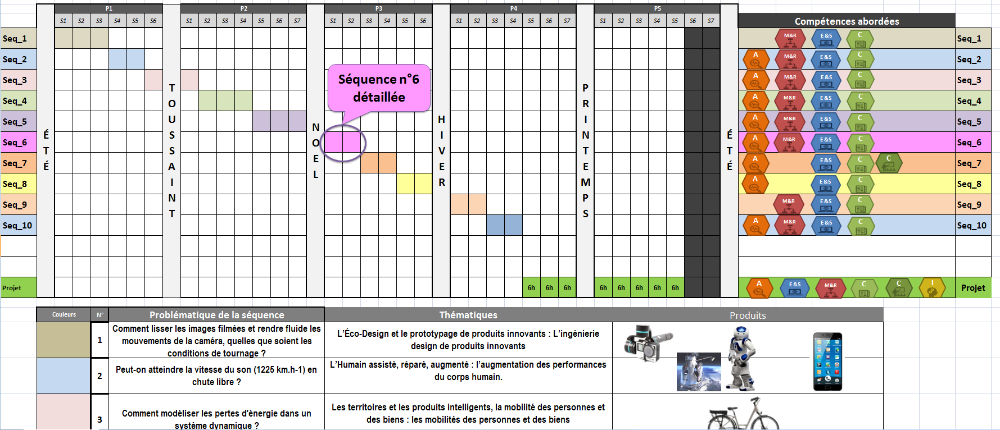 P1 P2 P3 P4 P5
S1 S2 S3 S4 S5 S6 S1 S2 S3 S4 S5 S6 S7 S1 S2 S3 S4 S5 S6 S1 S2 S3 S4 S5 S6 S7 S1 S2 S3 S4 S5 S6 S7
Compétences abordées
Seq_1 M&R E&S C Seq_1
Seq_2 A M&R E&S C Seq_2
Seq_3 A M&R E&S C Seq_3
Seq_4 A M&R E&S C Seq_4
Seq_5 A M&R E&S C Seq_5
Seq_6 A M&R E&S C Seq_6
Seq_7 A E&S C C Seq_7
Seq_8 A E&S C Seq_8
Seq_9 M&R E&S C Seq_9
Seq_10 A M&R E&S C Seq_10
ÉTÉ
TOUSSAINT
NOEL
HIVER
PRINTEMPS
ÉTÉ
Séquence n°6
détaillée
Projet 6h 6h 6h 6h 6h 6h 6h 6h A E&S M&R C C I Projet
Couleurs N° Problématique de la séquence Thématiques Produits
1
Comment lisser les images filmées et rendre fluide les
mouvements de la caméra, quelles que soient les
conditions de tournage ?
L'Éco-Design et le prototypage de produits innovants : L'ingénierie
design de produits innovants
2
Peut-on atteindre la vitesse du son (1225 km.h-1) en
chute libre ?
L'Humain assisté, réparé, augmenté : l'augmentation des performances
du corps humain.
3
Comment modéliser les pertes d'énergie dans un
système dynamique ?
Les territoires et les produits intelligents, la mobilité des personnes et
des biens : les mobilités des personnes et des biens